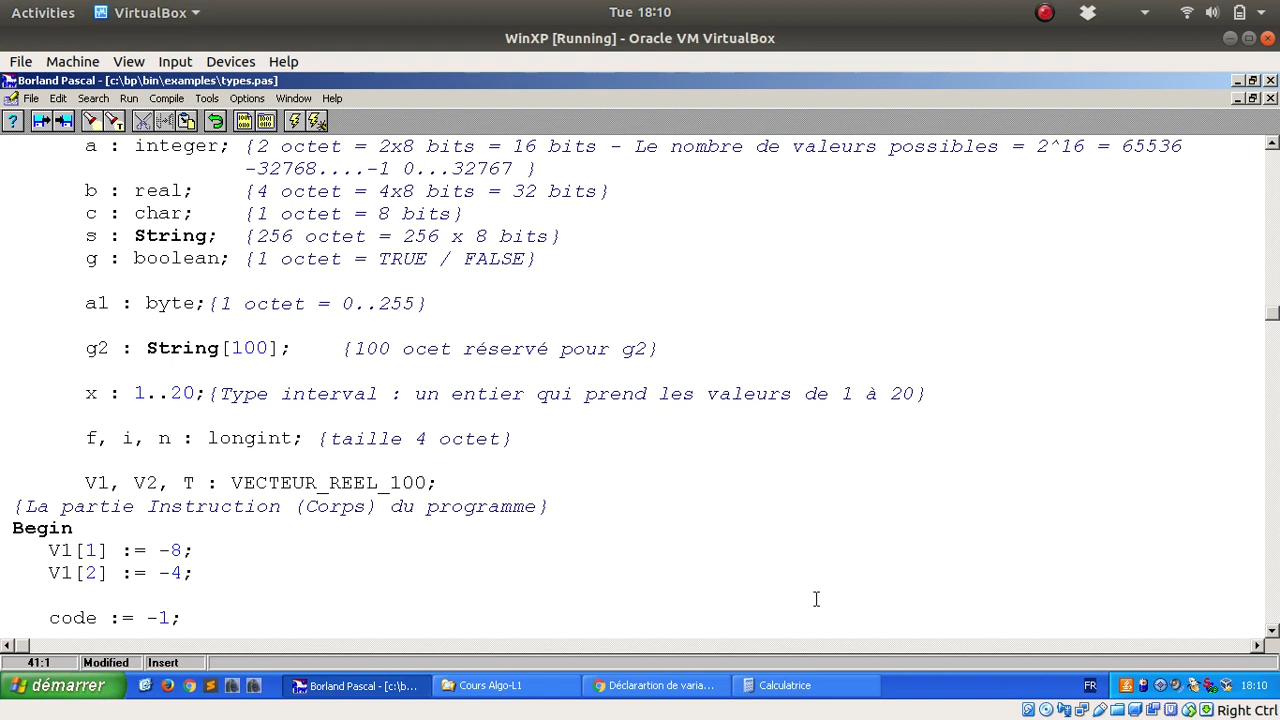 Activities VirtualBox Tue 18:10
WinXP [Running] - Oracle VM VirtualBox
File Machine View Input Devices Help
Borland Pascal - [c:\bp\bin\examples\types.pas]
File Edit Search Run Compile Tools Options Window Help
a : integer; {2 octet = 2x8 bits = 16 bits - Le nombre de valeurs possibles = 2^16 = 65536
-32768....-1 0...32767 }
b : real; {4 octet = 4x8 bits = 32 bits}
c : char; {1 octet = 8 bits}
s : String; {256 octet = 256 x 8 bits}
g : boolean; {1 octet = TRUE / FALSE}
a1 : byte;{1 octet = 0..255}
g2 : String[100]; {100 ocet réservé pour g2}
x : 1..20;{Type interval : un entier qui prend les valeurs de 1 à 20}
f, i, n : longint; {taille 4 octet}
V1, V2, T : VECTEUR_REEL_100;
{La partie Instruction (Corps) du programme}
Begin
V1[1] := -8;
V1[2] := -4;
code := -1;
41:1 Modified Insert
démarrer Borland Pascal - [c:\b... Cours Algo-L1 Déclarartion de varia... Calculatrice FR 18:10
Right Ctrl